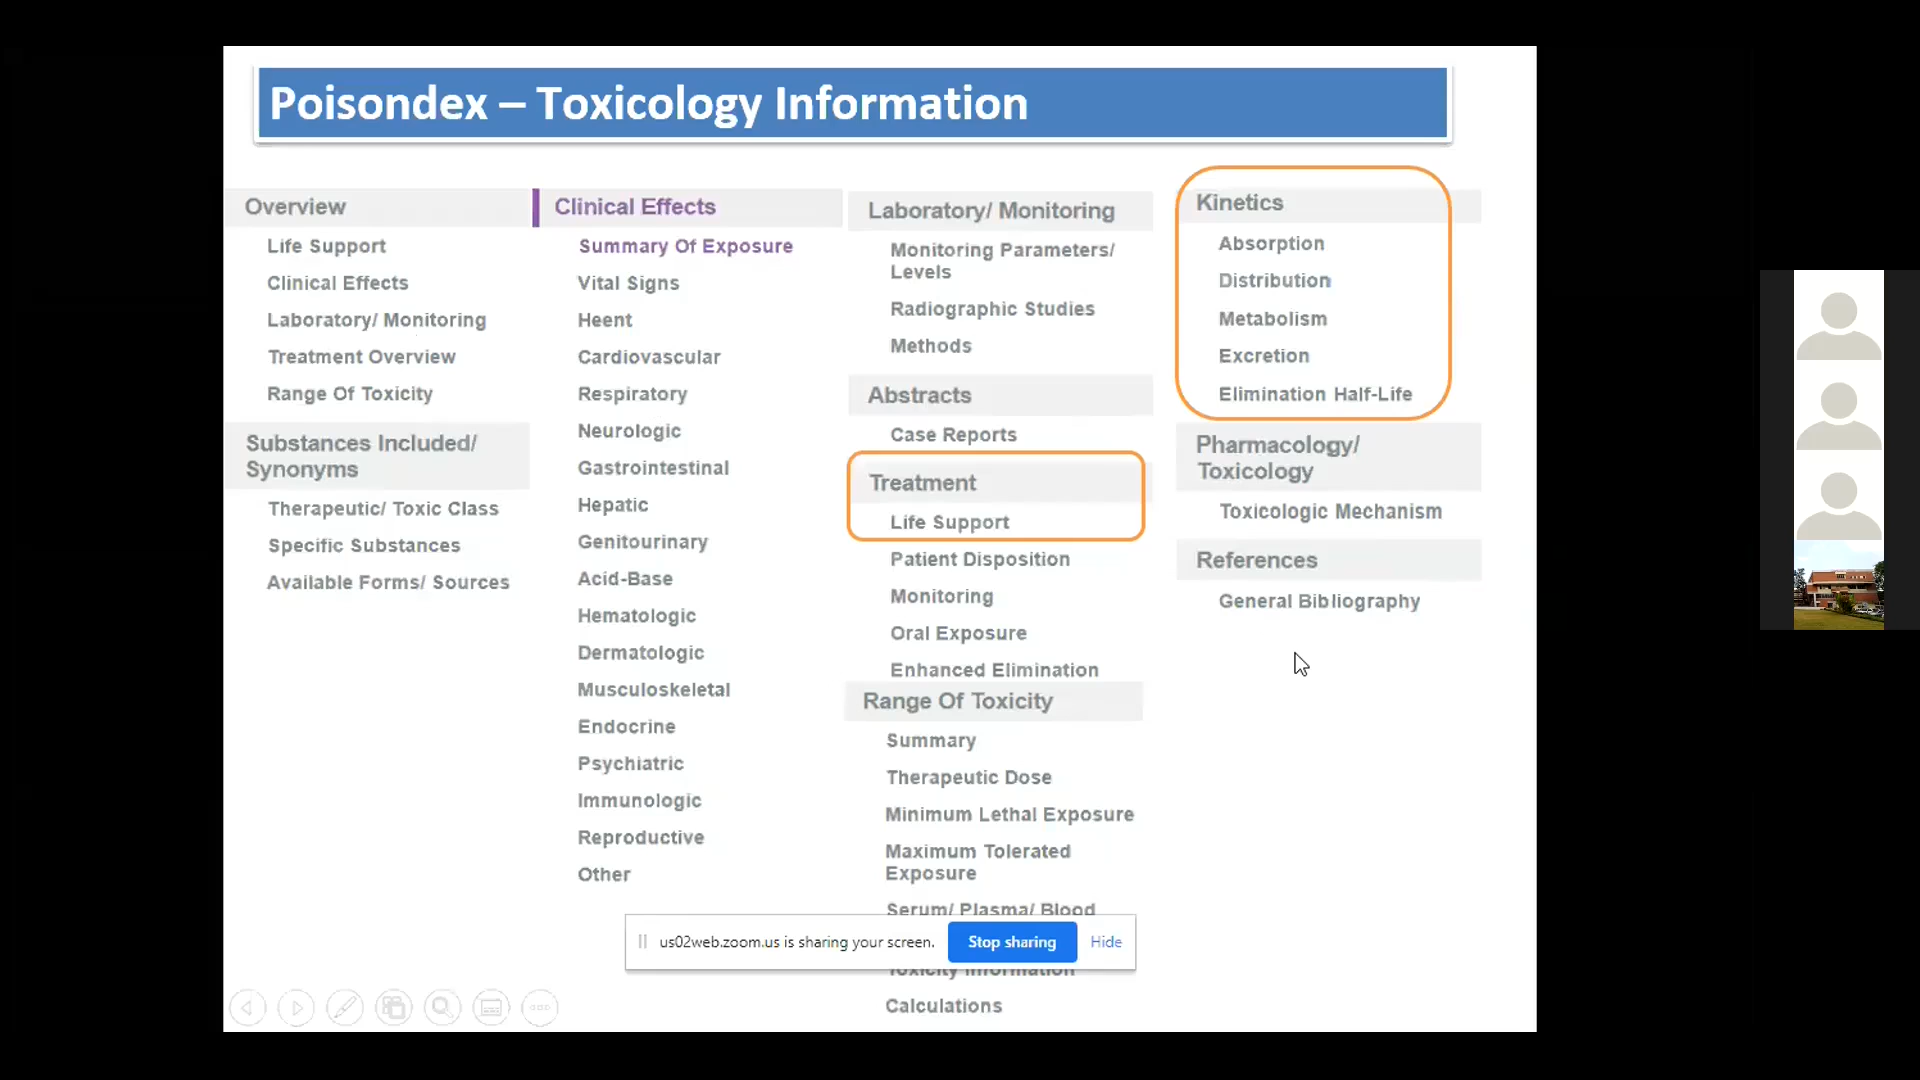 Poisondex – Toxicology Information
Overview
Life Support
Clinical Effects
Laboratory/ Monitoring
Treatment Overview
Range Of Toxicity
Substances Included/
Synonyms
Therapeutic/ Toxic Class
Specific Substances
Available Forms/ Sources
Clinical Effects
Summary Of Exposure
Vital Signs
Heent
Cardiovascular
Respiratory
Neurologic
Gastrointestinal
Hepatic
Genitourinary
Acid-Base
Hematologic
Dermatologic
Musculoskeletal
Endocrine
Psychiatric
Immunologic
Reproductive
Other
Laboratory/ Monitoring
Monitoring Parameters/
Levels
Radiographic Studies
Methods
Abstracts
Case Reports
Treatment
Life Support
Patient Disposition
Monitoring
Oral Exposure
Enhanced Elimination
Range Of Toxicity
Summary
Therapeutic Dose
Minimum Lethal Exposure
Maximum Tolerated
Exposure
Serum/ Plasma/ Blood
Toxicity Information
Calculations
Kinetics
Absorption
Distribution
Metabolism
Excretion
Elimination Half-Life
Pharmacology/
Toxicology
Toxicologic Mechanism
References
General Bibliography
us02web.zoom.us is sharing your screen.
Stop sharing
Hide